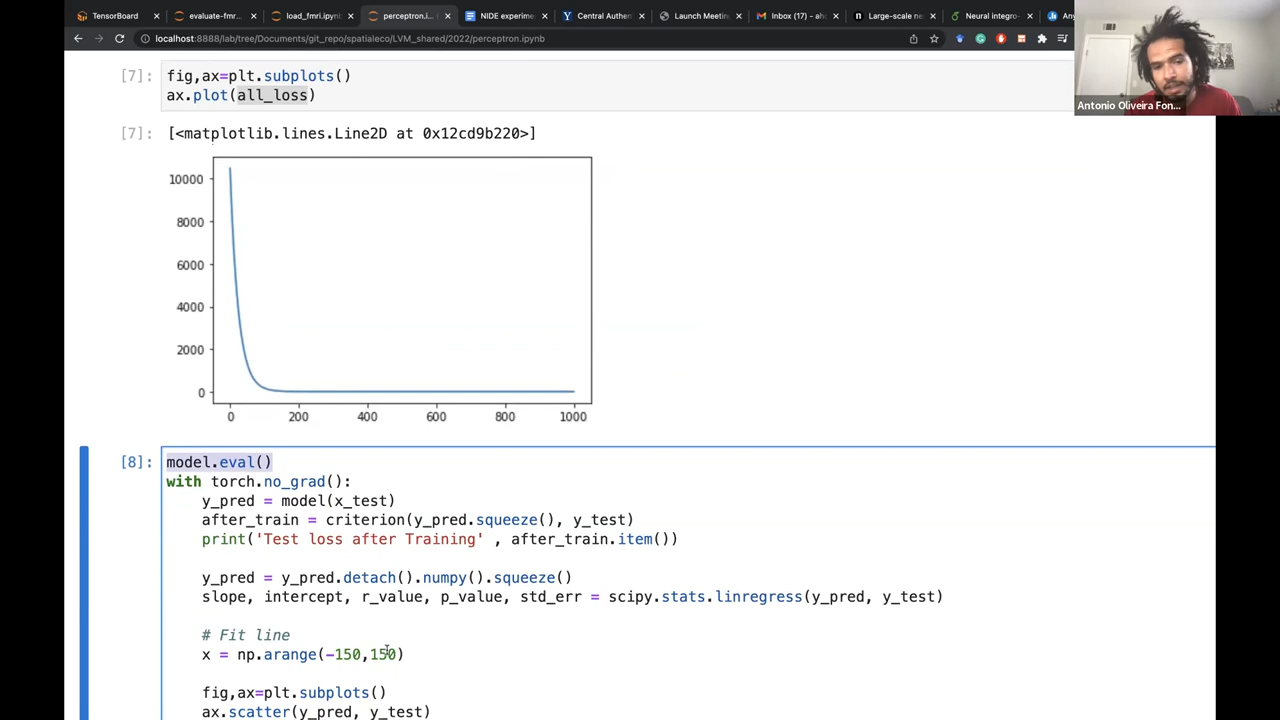 TensorBoard
evaluate-fmr...
load_fmri.ipynb
perceptron.i...
NIDE experime
Central Authen
Launch Meetin
Inbox (17) - ah
Large-scale ne
Neural integro-
An
localhost:8888/lab/tree/Documents/git_repo/spatialeco/LVM_shared/2022/perceptron.ipynb
Antonio Oliveira Fon...
[7]: fig,ax=plt.subplots()
ax.plot(all_loss)
[7]: [<matplotlib.lines.Line2D at 0x12cd9b220>]
10000
8000
6000
4000
2000
0
0 200 400 600 800 1000
[8]: model.eval()
with torch.no_grad():
y_pred = model(x_test)
after_train = criterion(y_pred.squeeze(), y_test)
print('Test loss after Training' , after_train.item())
y_pred = y_pred.detach().numpy().squeeze()
slope, intercept, r_value, p_value, std_err = scipy.stats.linregress(y_pred, y_test)
# Fit line
x = np.arange(-150,150)
fig,ax=plt.subplots()
ax.scatter(y_pred, y_test)